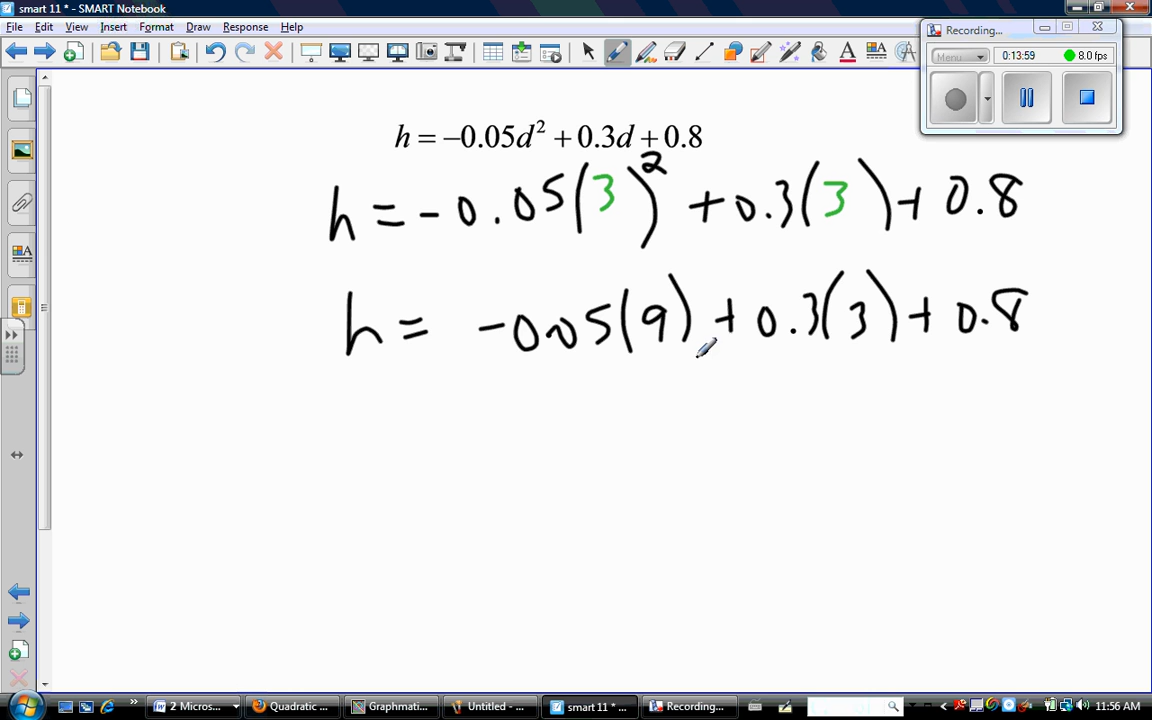 smart 11 * - SMART Notebook
File Edit View Insert Format Draw Response Help
Recording...
Menu 0:13:59 8.0 fps
h = −0.05d² + 0.3d + 0.8
h = -0.05(3)² + 0.3(3) + 0.8
h = -0.05(9) + 0.3(3) + 0.8
2 Micros... Quadratic ... Graphmati... Untitled - ... smart 11 * ... Recording... 11:56 AM